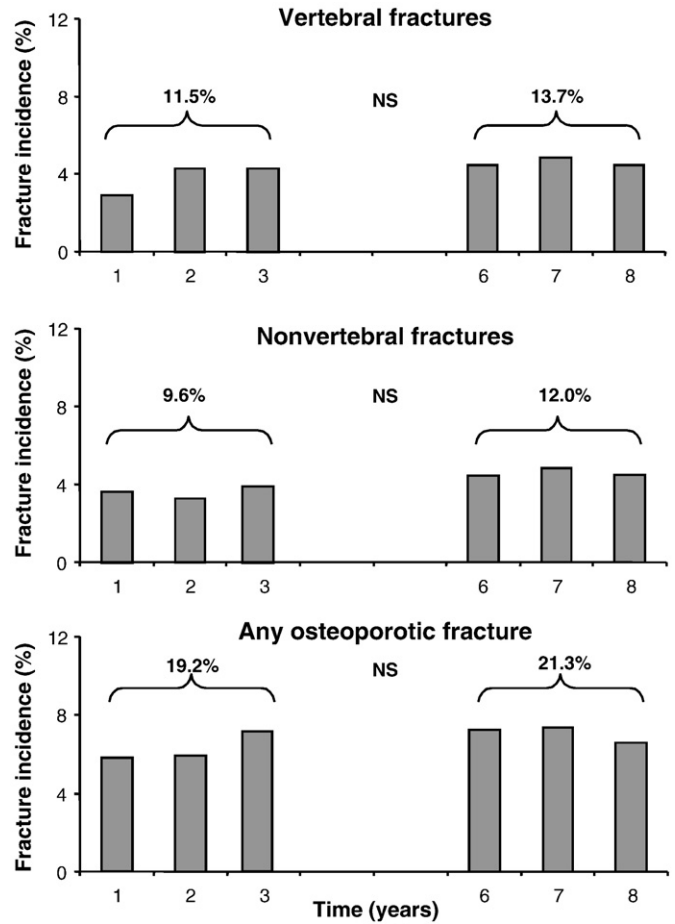 Vertebral fractures
Fracture incidence (%)
12
8
4
0
11.5%
NS
13.7%
1 2 3 6 7 8
Nonvertebral fractures
Fracture incidence (%)
12
8
4
0
9.6%
NS
12.0%
1 2 3 6 7 8
Any osteoporotic fracture
Fracture incidence (%)
12
8
4
0
19.2%
NS
21.3%
1 2 3 6 7 8
Time (years)